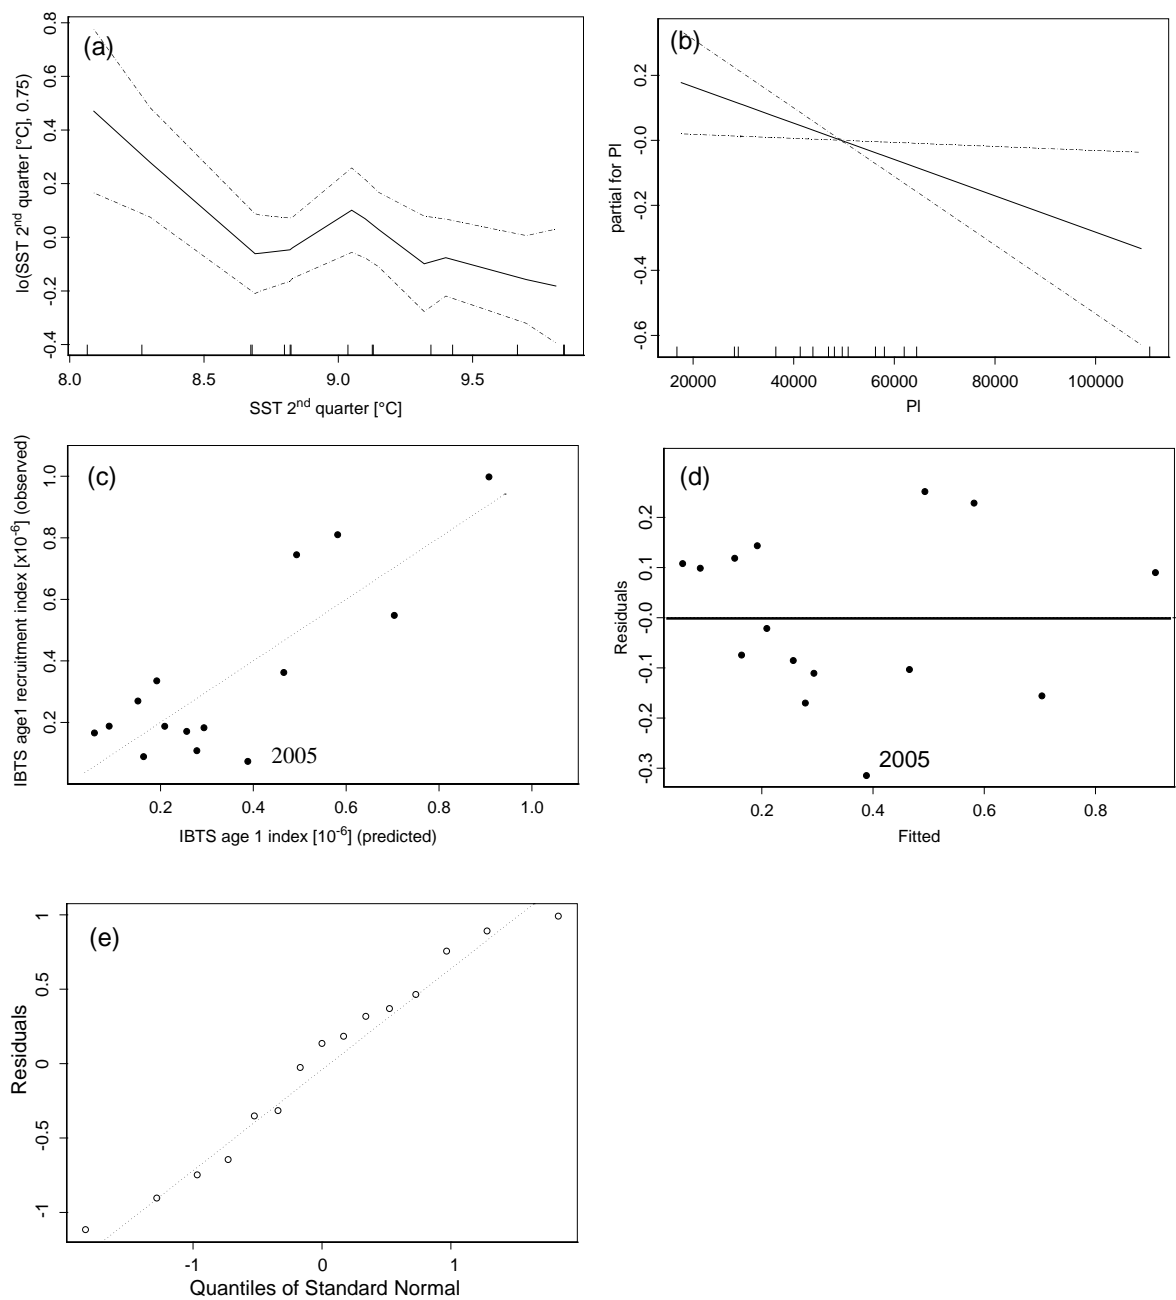 (a)
lo(SST 2nd quarter [°C], 0.75)
0.8
0.6
0.4
0.2
0.0
-0.2
-0.4
8.0 8.5 9.0 9.5
SST 2nd quarter [°C]
(b)
partial for PI
0.2
-0.0
-0.2
-0.4
-0.6
20000 40000 60000 80000 100000
PI
(c)
IBTS age1 recruitment index [x10-6] (observed)
1.0
0.8
0.6
0.4
0.2
2005
0.2 0.4 0.6 0.8 1.0
IBTS age 1 index [10-6] (predicted)
(d)
Residuals
0.2
0.1
-0.0
-0.1
-0.2
-0.3
2005
0.2 0.4 0.6 0.8
Fitted
(e)
Residuals
1
0.5
0
-0.5
-1
-1 0 1
Quantiles of Standard Normal